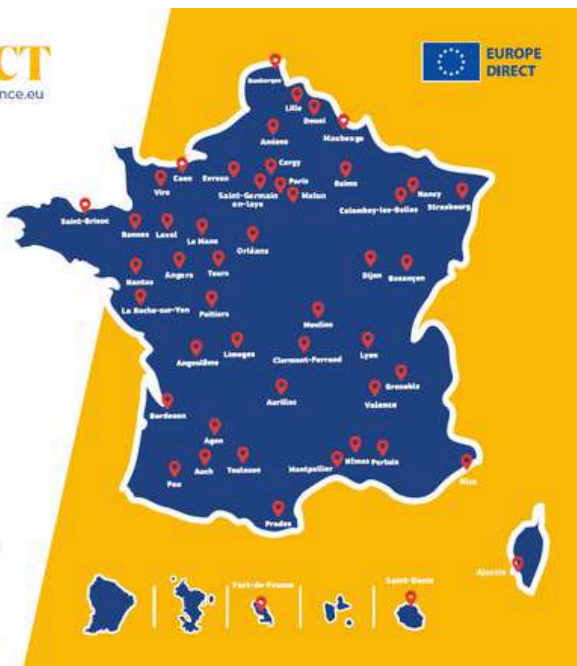 CT
nce.eu
EUROPE
DIRECT
Dunkerque
Lille
Douai
Maubeuge
Amiens
Caen
Vire
Evreux
Cergy
Paris
Saint-Germain
en-laye
Melun
Reims
Nancy
Colombey-les-Belles
Strasbourg
Saint-Brieuc
Rennes
Laval
Le Mans
Orléans
Nantes
Angers
Tours
Dijon
Besançon
La Roche-sur-Yon
Poitiers
Moulins
Angoulême
Limoges
Clermont-Ferrand
Lyon
Grenoble
Bordeaux
Aurillac
Valence
Agen
Auch
Toulouse
Pau
Montpellier
Nîmes
Pertuis
Nice
Prades
Ajaccio
Fort-de-France
Saint-Denis